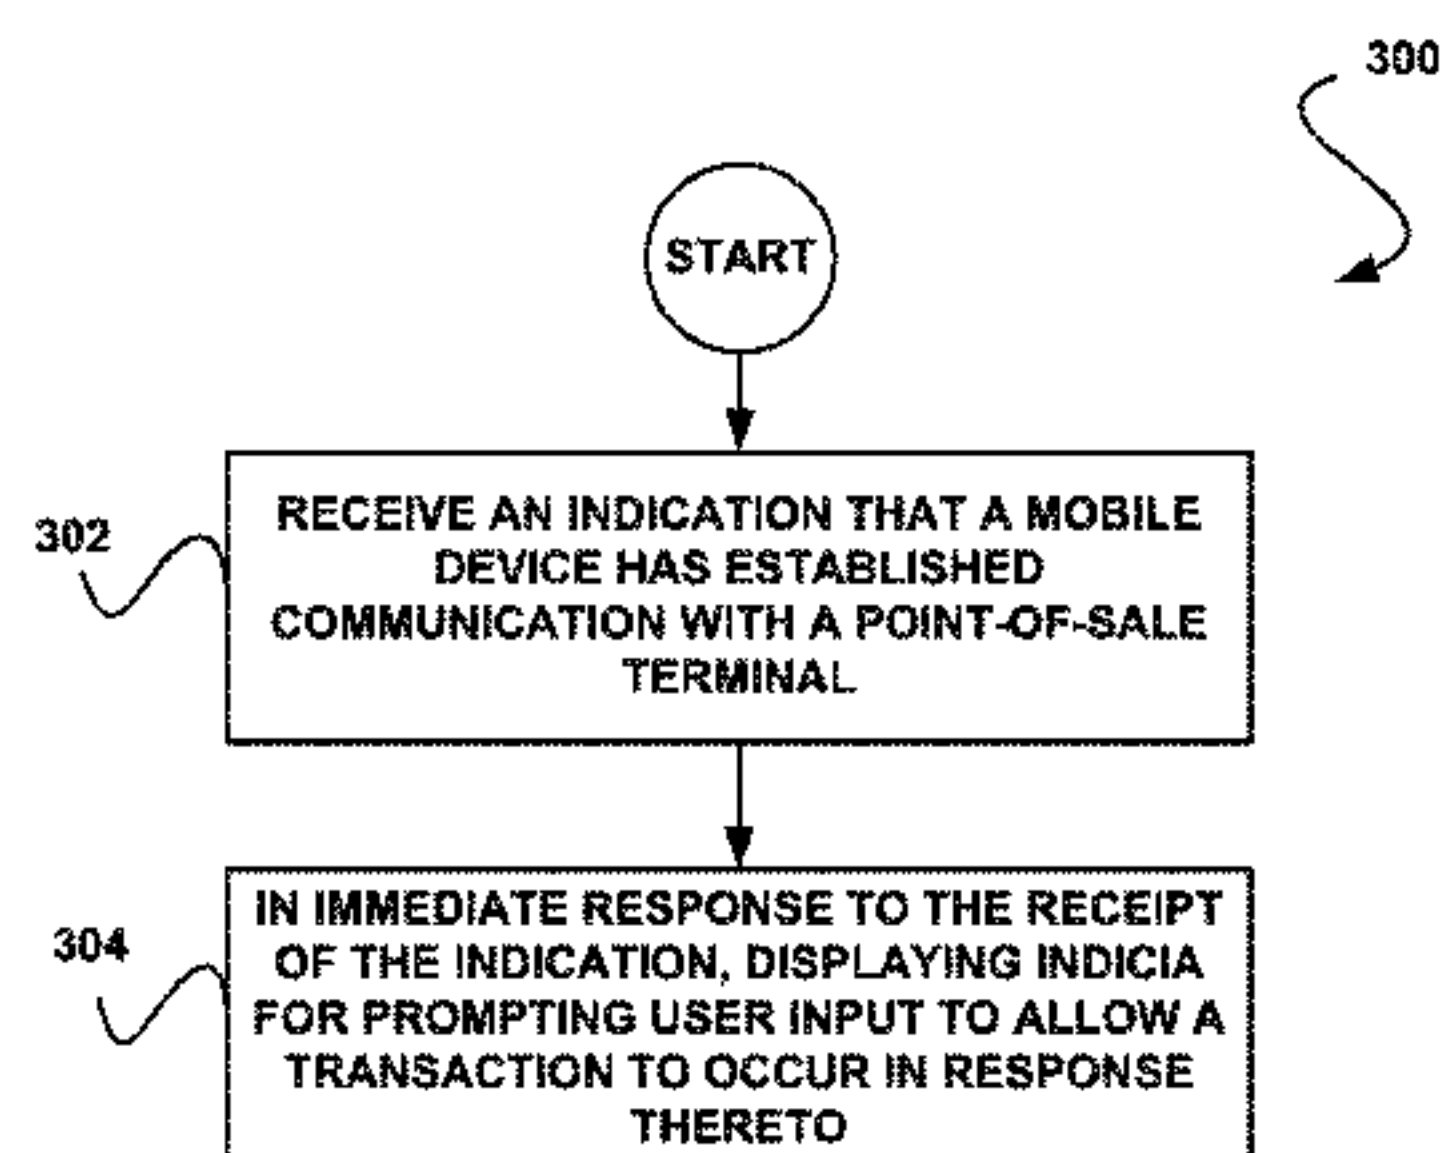 300
START
302
RECEIVE AN INDICATION THAT A MOBILE
DEVICE HAS ESTABLISHED
COMMUNICATION WITH A POINT-OF-SALE
TERMINAL
304
IN IMMEDIATE RESPONSE TO THE RECEIPT
OF THE INDICATION, DISPLAYING INDICIA
FOR PROMPTING USER INPUT TO ALLOW A
TRANSACTION TO OCCUR IN RESPONSE
THERETO